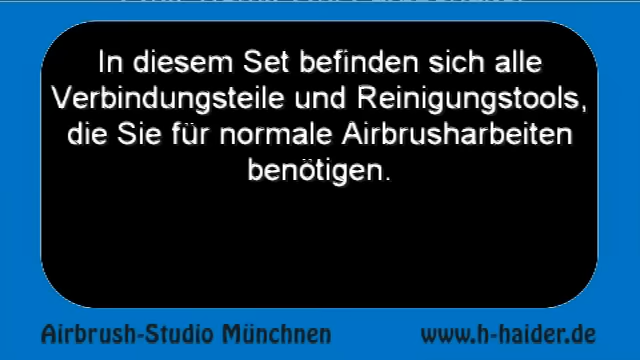 In diesem Set befinden sich alle
Verbindungsteile und Reinigungstools,
die Sie für normale Airbrusharbeiten
benötigen.
Airbrush-Studio Münchnen
www.h-haider.de